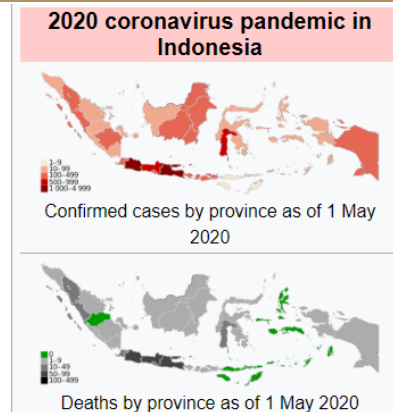 2020 coronavirus pandemic in
Indonesia
1–9
10–99
100–499
500–999
1 000–4 999
Confirmed cases by province as of 1 May
2020
0
1–9
10–49
50–99
100–499
Deaths by province as of 1 May 2020